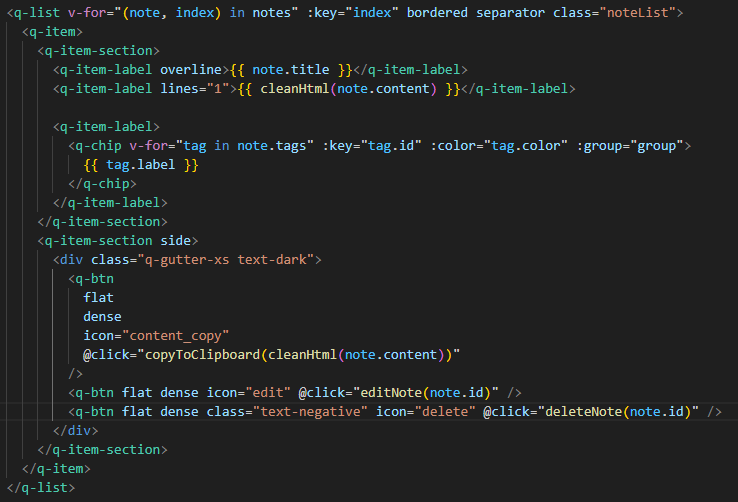 <q-list v-for="(note, index) in notes" :key="index" bordered separator class="noteList">
  <q-item>
    <q-item-section>
      <q-item-label overline>{{ note.title }}</q-item-label>
      <q-item-label lines="1">{{ cleanHtml(note.content) }}</q-item-label>

      <q-item-label>
        <q-chip v-for="tag in note.tags" :key="tag.id" :color="tag.color" :group="group">
          {{ tag.label }}
        </q-chip>
      </q-item-label>
    </q-item-section>
    <q-item-section side>
      <div class="q-gutter-xs text-dark">
        <q-btn
          flat
          dense
          icon="content_copy"
          @click="copyToClipboard(cleanHtml(note.content))"
        />
        <q-btn flat dense icon="edit" @click="editNote(note.id)" />
        <q-btn flat dense class="text-negative" icon="delete" @click="deleteNote(note.id)" />
      </div>
    </q-item-section>
  </q-item>
</q-list>